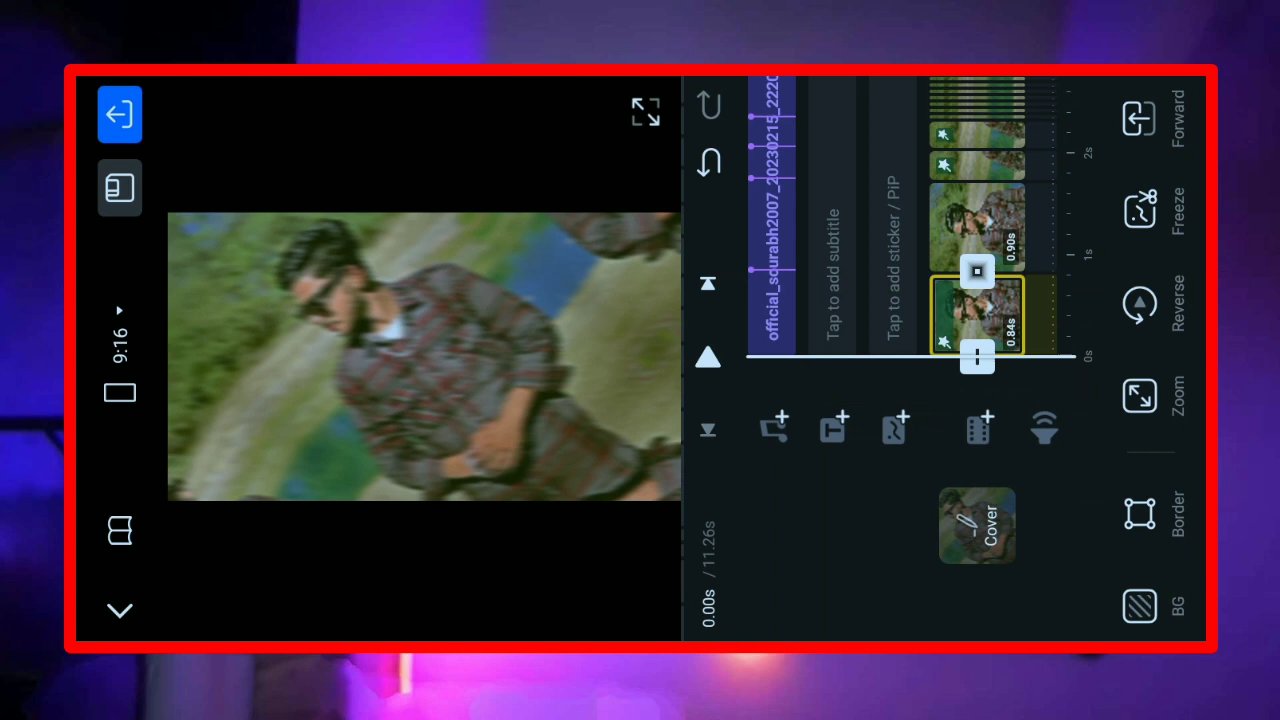 9:16
0.00s / 11.26s
official_sourabh2007_20230215_2220
Tap to add subtitle
Tap to add sticker / PiP
Cover
0.84s
0.90s
0s
1s
2s
BG
Border
Zoom
Reverse
Freeze
Forward